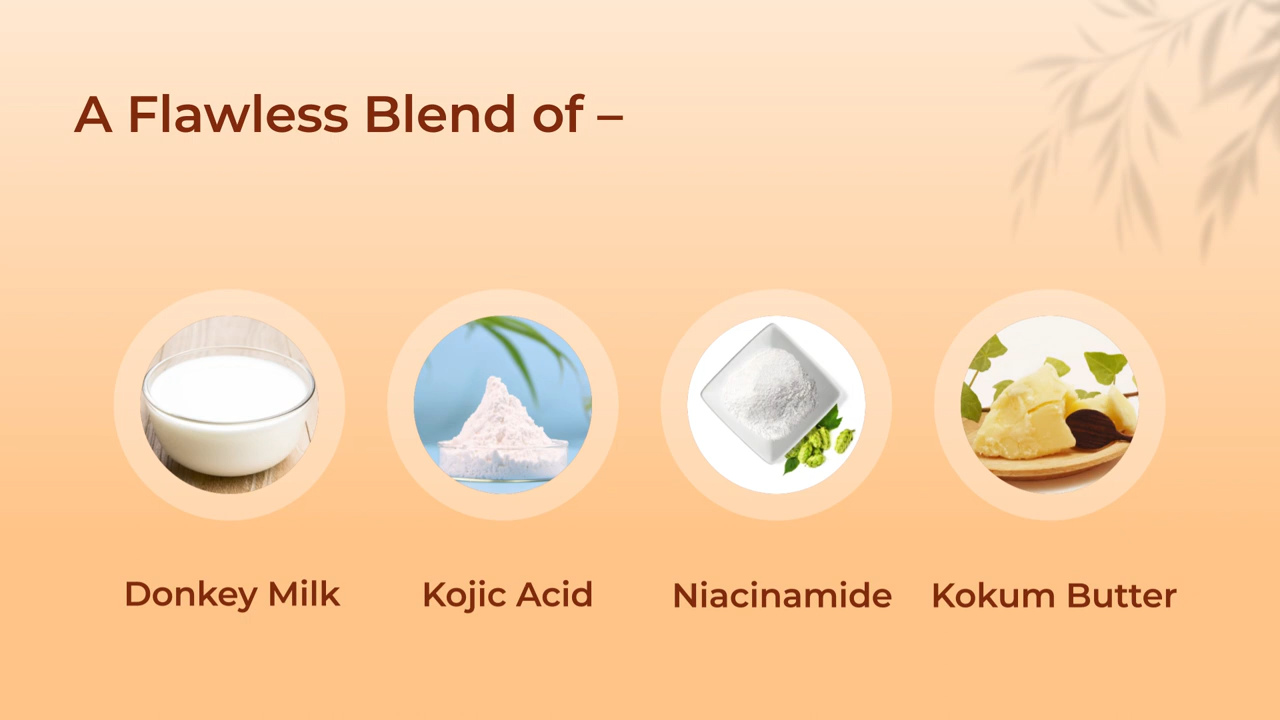 A Flawless Blend of –
Donkey Milk
Kojic Acid
Niacinamide
Kokum Butter